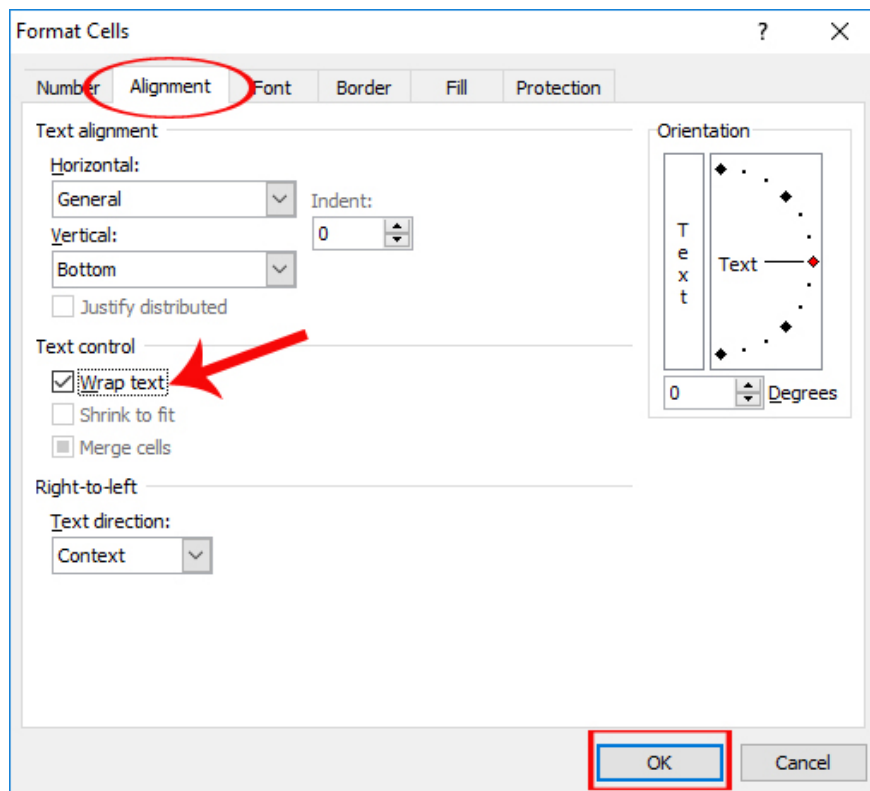 Format Cells ?
Number Alignment Font Border Fill Protection
Text alignment
Horizontal:
General
Indent:
0
Vertical:
Bottom
Justify distributed
Text control
Wrap text
Shrink to fit
Merge cells
Right-to-left
Text direction:
Context
Orientation
Text
Text
0 Degrees
OK Cancel